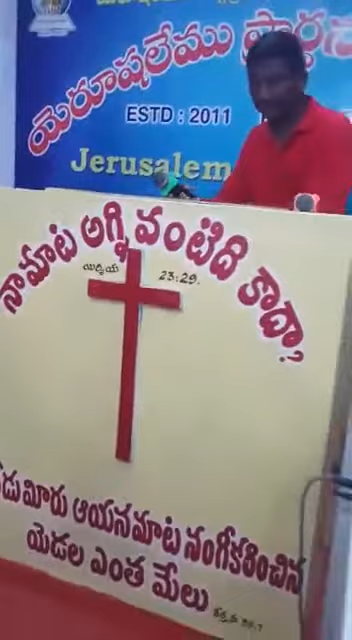 యెరూషలేము ప్రార్థన
ESTD : 2011
Jerusalem
నామాట అగ్ని వంటిది కాదా?
యిర్మియ 23:29.
నేడు మీరు ఆయనమాట నంగీకరించిన
యెడల ఎంత మేలు